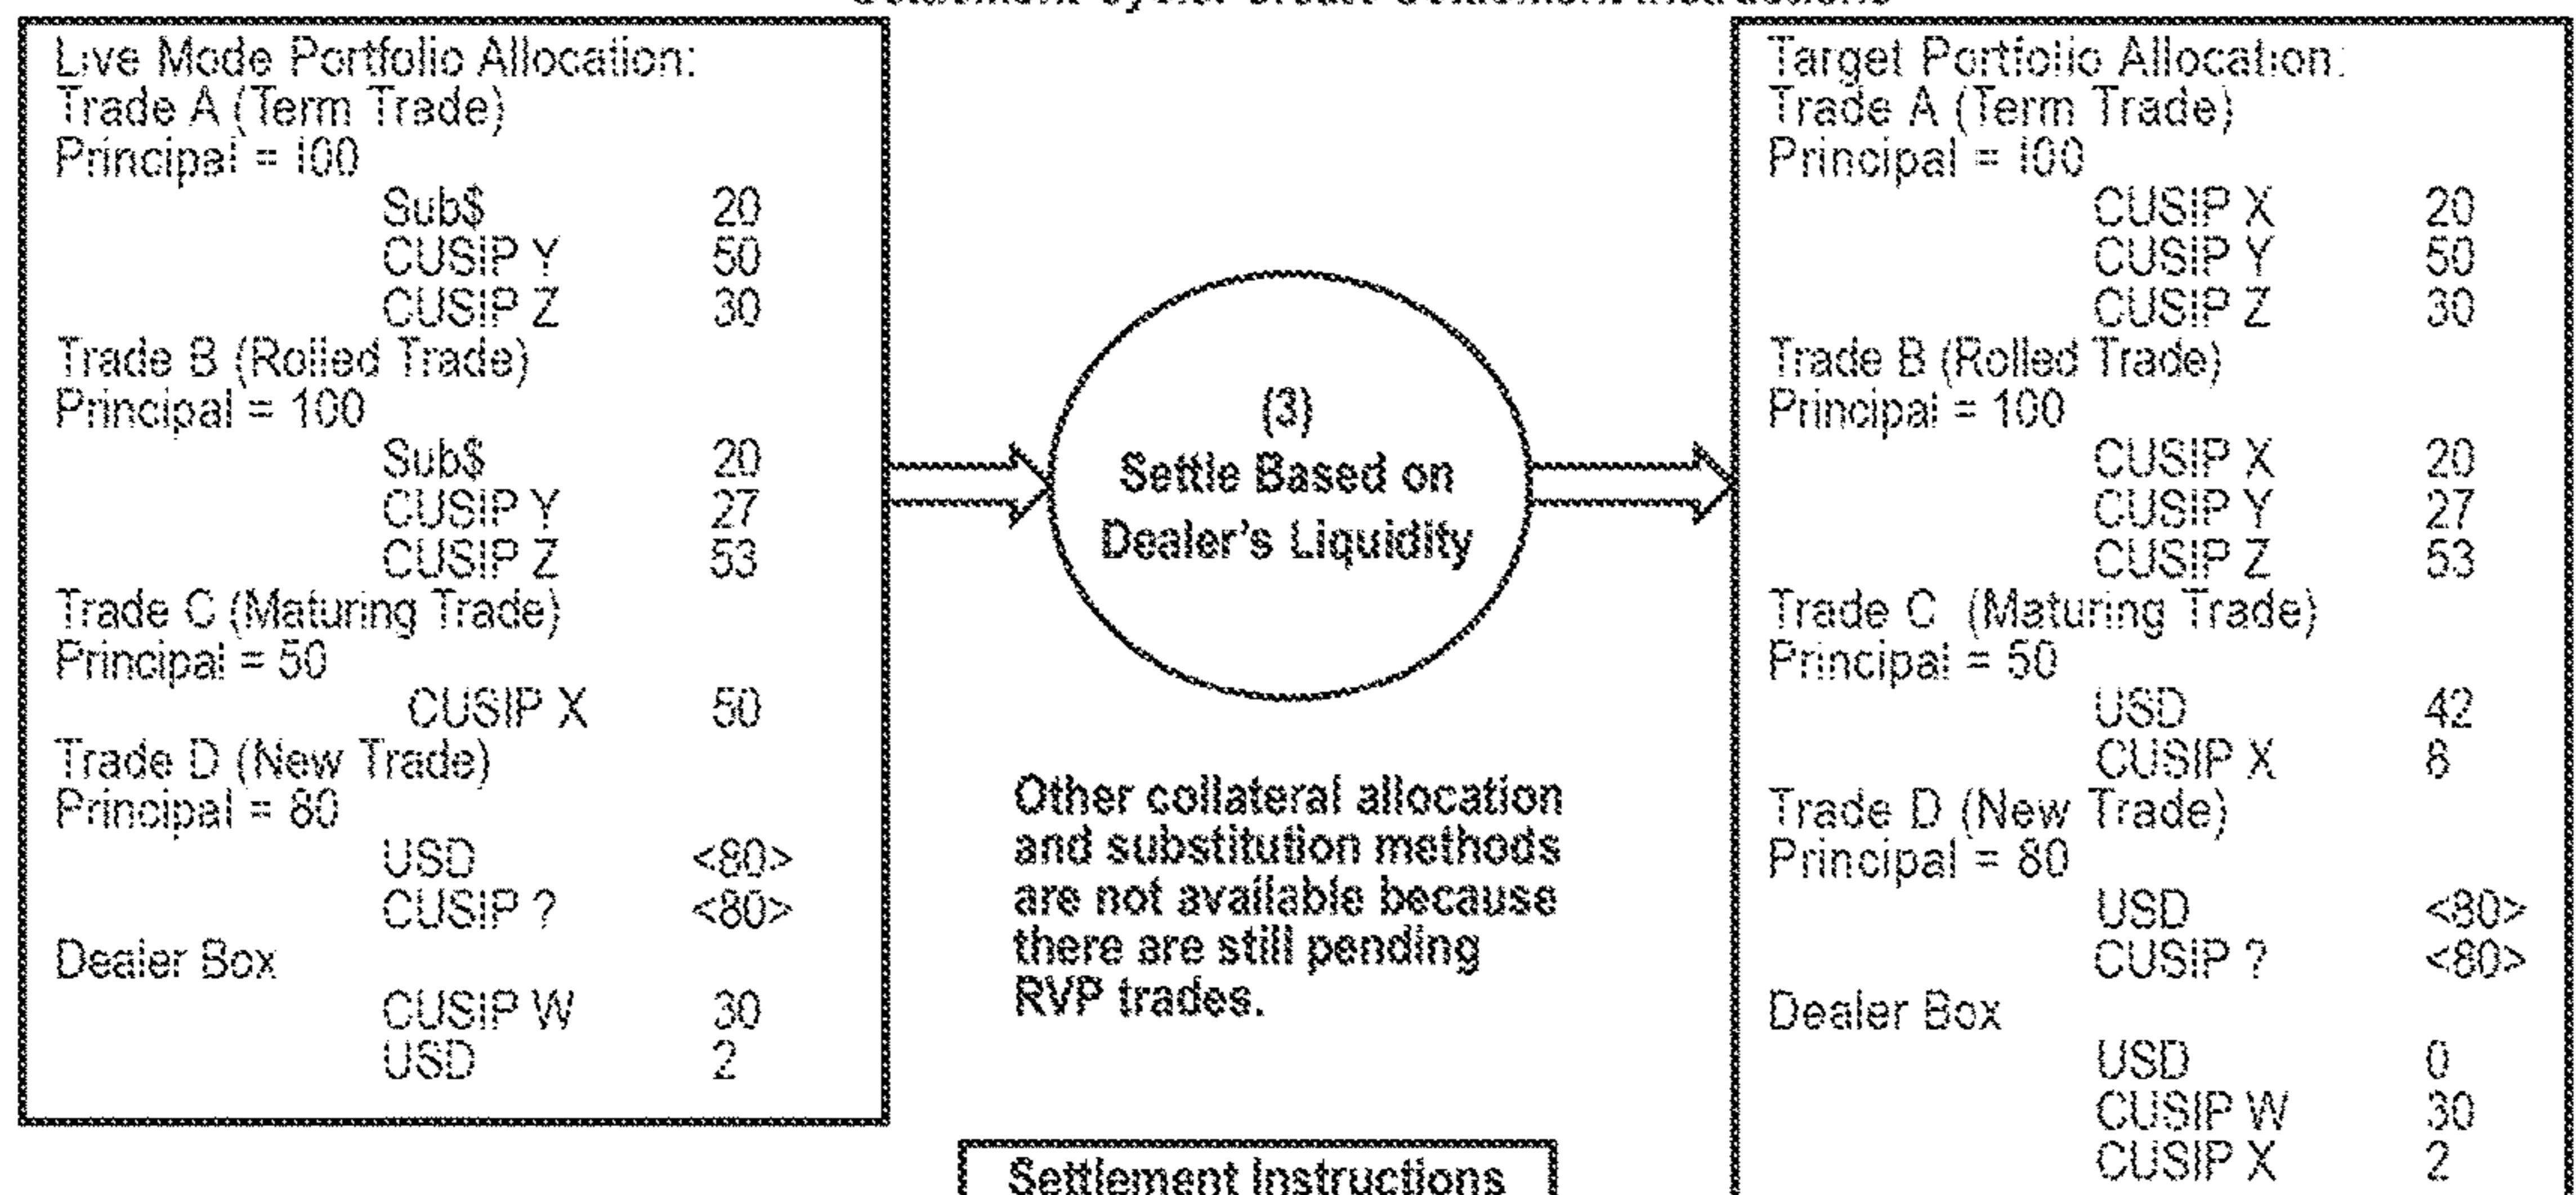 Live Mode Portfolio Allocation:
Trade A (Term Trade)
Principal = 100
Sub$ 20
CUSIP Y 50
CUSIP Z 30
Trade B (Rolled Trade)
Principal = 100
Sub$ 20
CUSIP Y 27
CUSIP Z 53
Trade C (Maturing Trade)
Principal = 50
CUSIP X 50
Trade D (New Trade)
Principal = 80
USD <80>
CUSIP ? <80>
Dealer Box
CUSIP W 30
USD 2
(3)
Settle Based on
Dealer's Liquidity
Other collateral allocation
and substitution methods
are not available because
there are still pending
RVP trades.
Settlement Instructions
Target Portfolio Allocation:
Trade A (Term Trade)
Principal = 100
CUSIP X 20
CUSIP Y 50
CUSIP Z 30
Trade B (Rolled Trade)
Principal = 100
CUSIP X 20
CUSIP Y 27
CUSIP Z 53
Trade C (Maturing Trade)
Principal = 50
USD 42
CUSIP X 8
Trade D (New Trade)
Principal = 80
USD <80>
CUSIP ? <80>
Dealer Box
USD 0
CUSIP W 30
CUSIP X 2